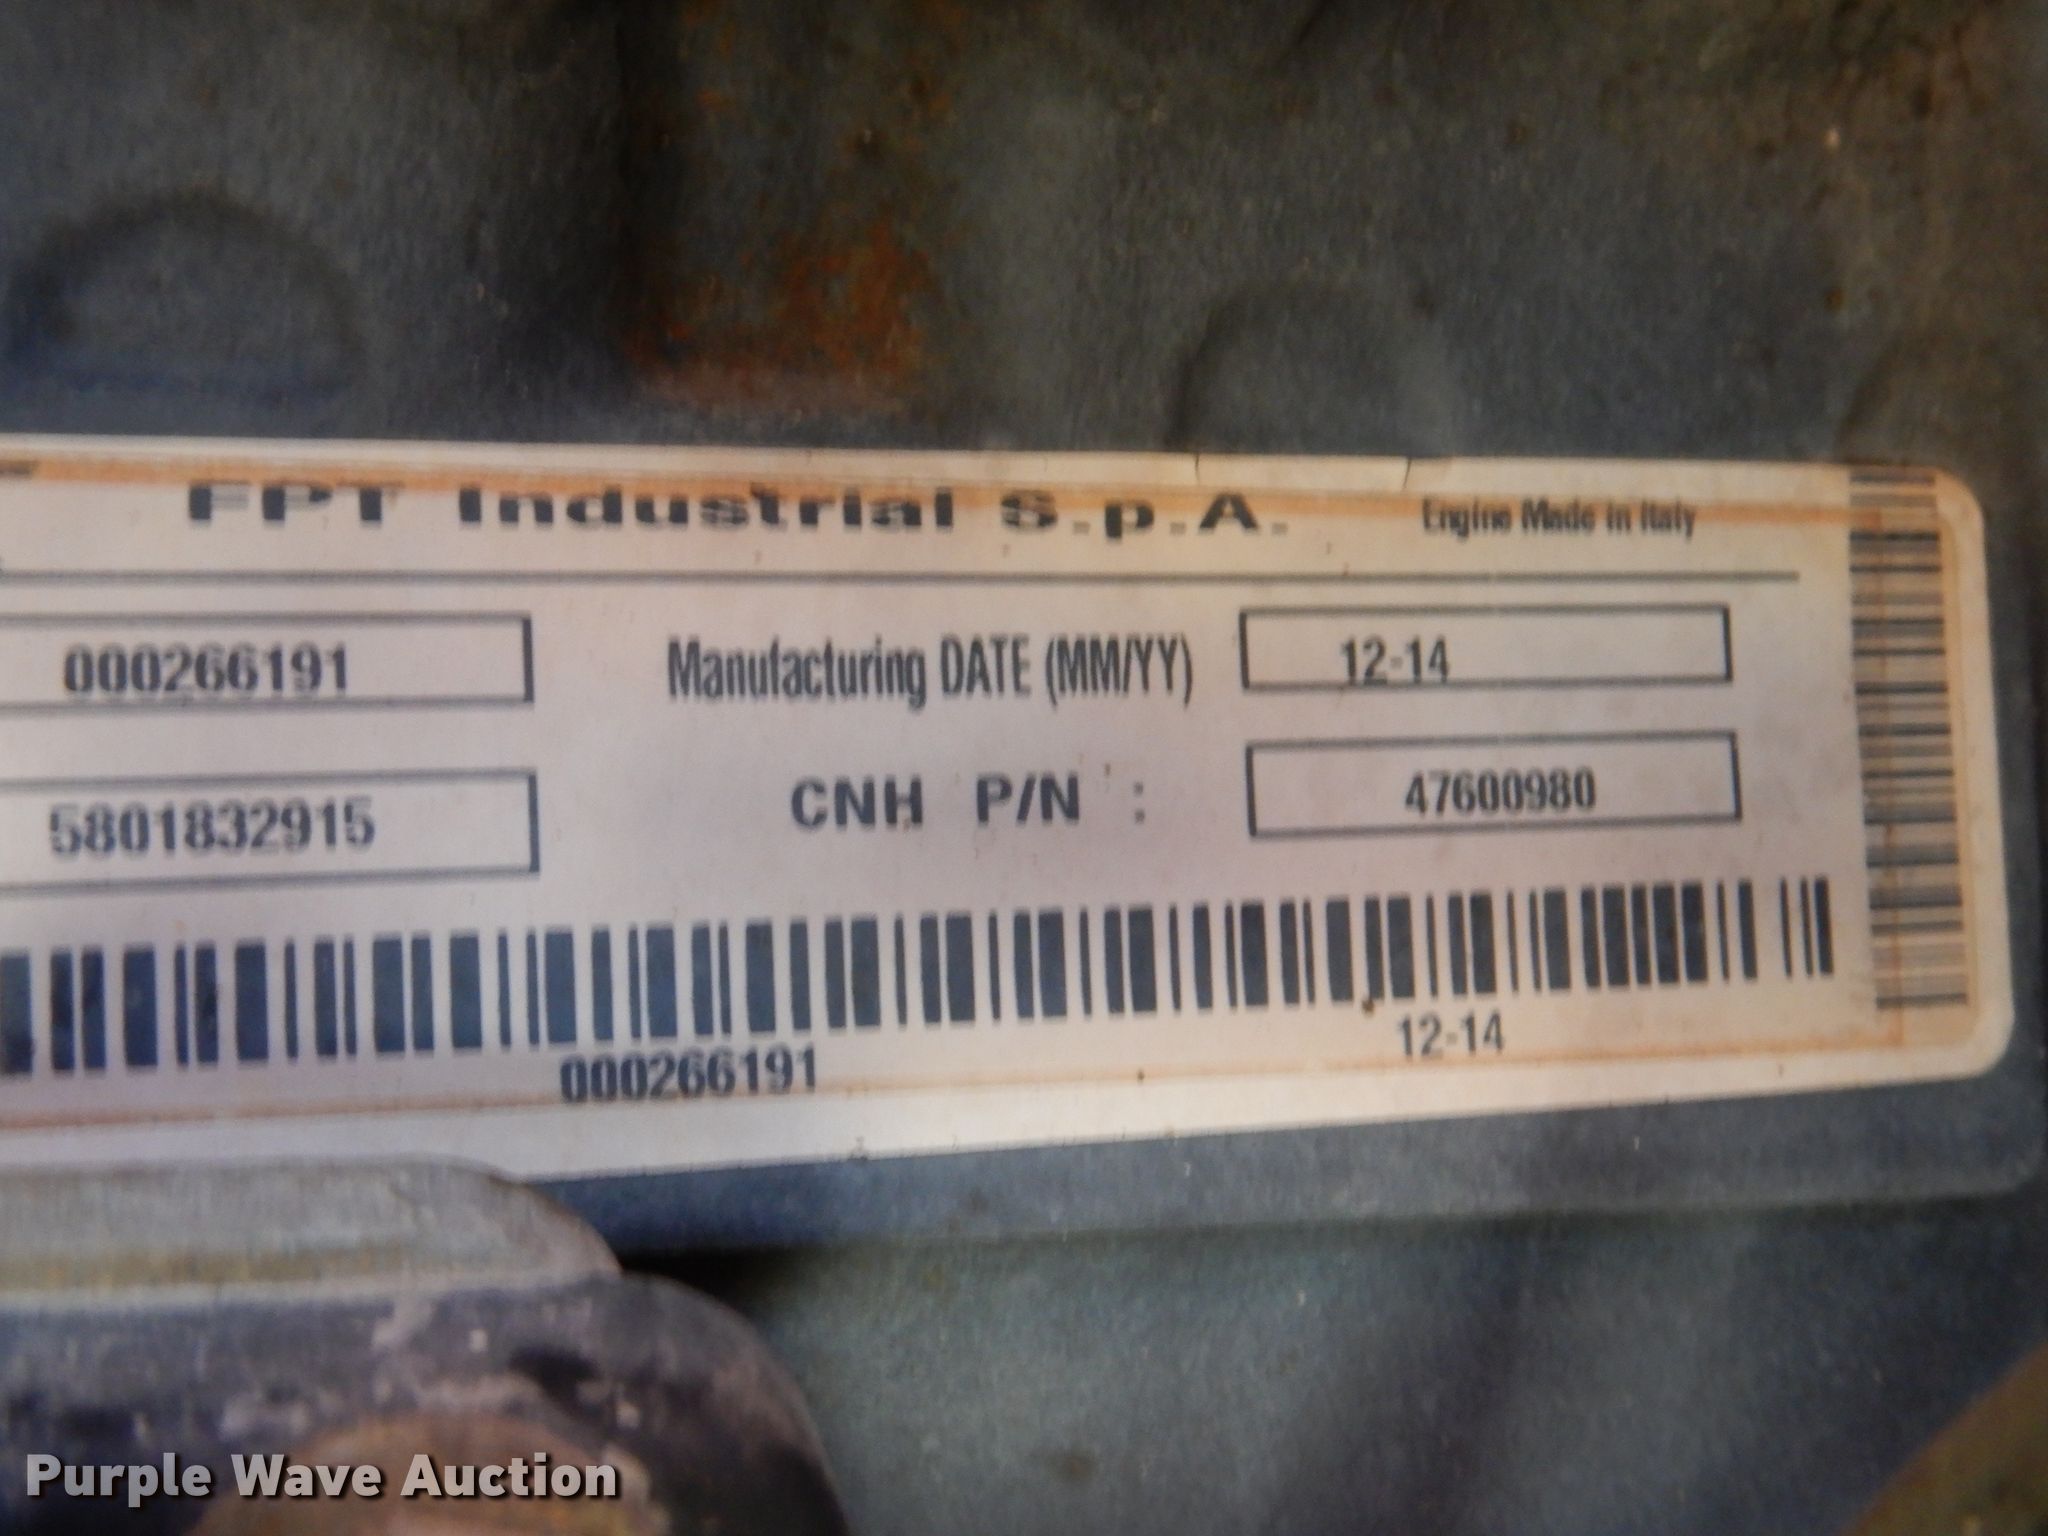 FPT Industrial S.p.A. Engine Made in Italy
000266191 Manufacturing DATE (MM/YY) 12-14
5801832915 CNH P/N : 47600980
000266191 12-14
Purple Wave Auction